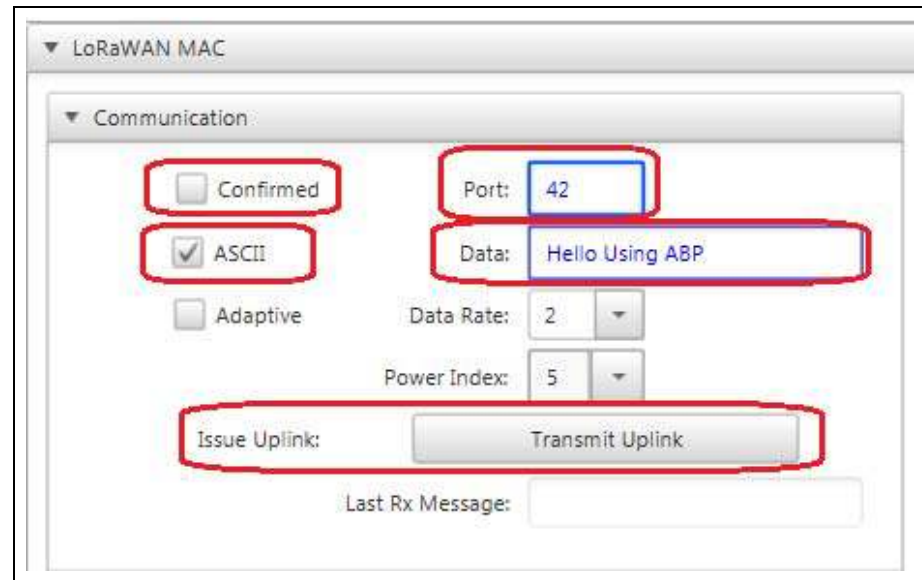 LoRaWAN MAC
Communication
Confirmed Port: 42
ASCII Data: Hello Using ABP
Adaptive Data Rate: 2
Power Index: 5
Issue Uplink: Transmit Uplink
Last Rx Message: